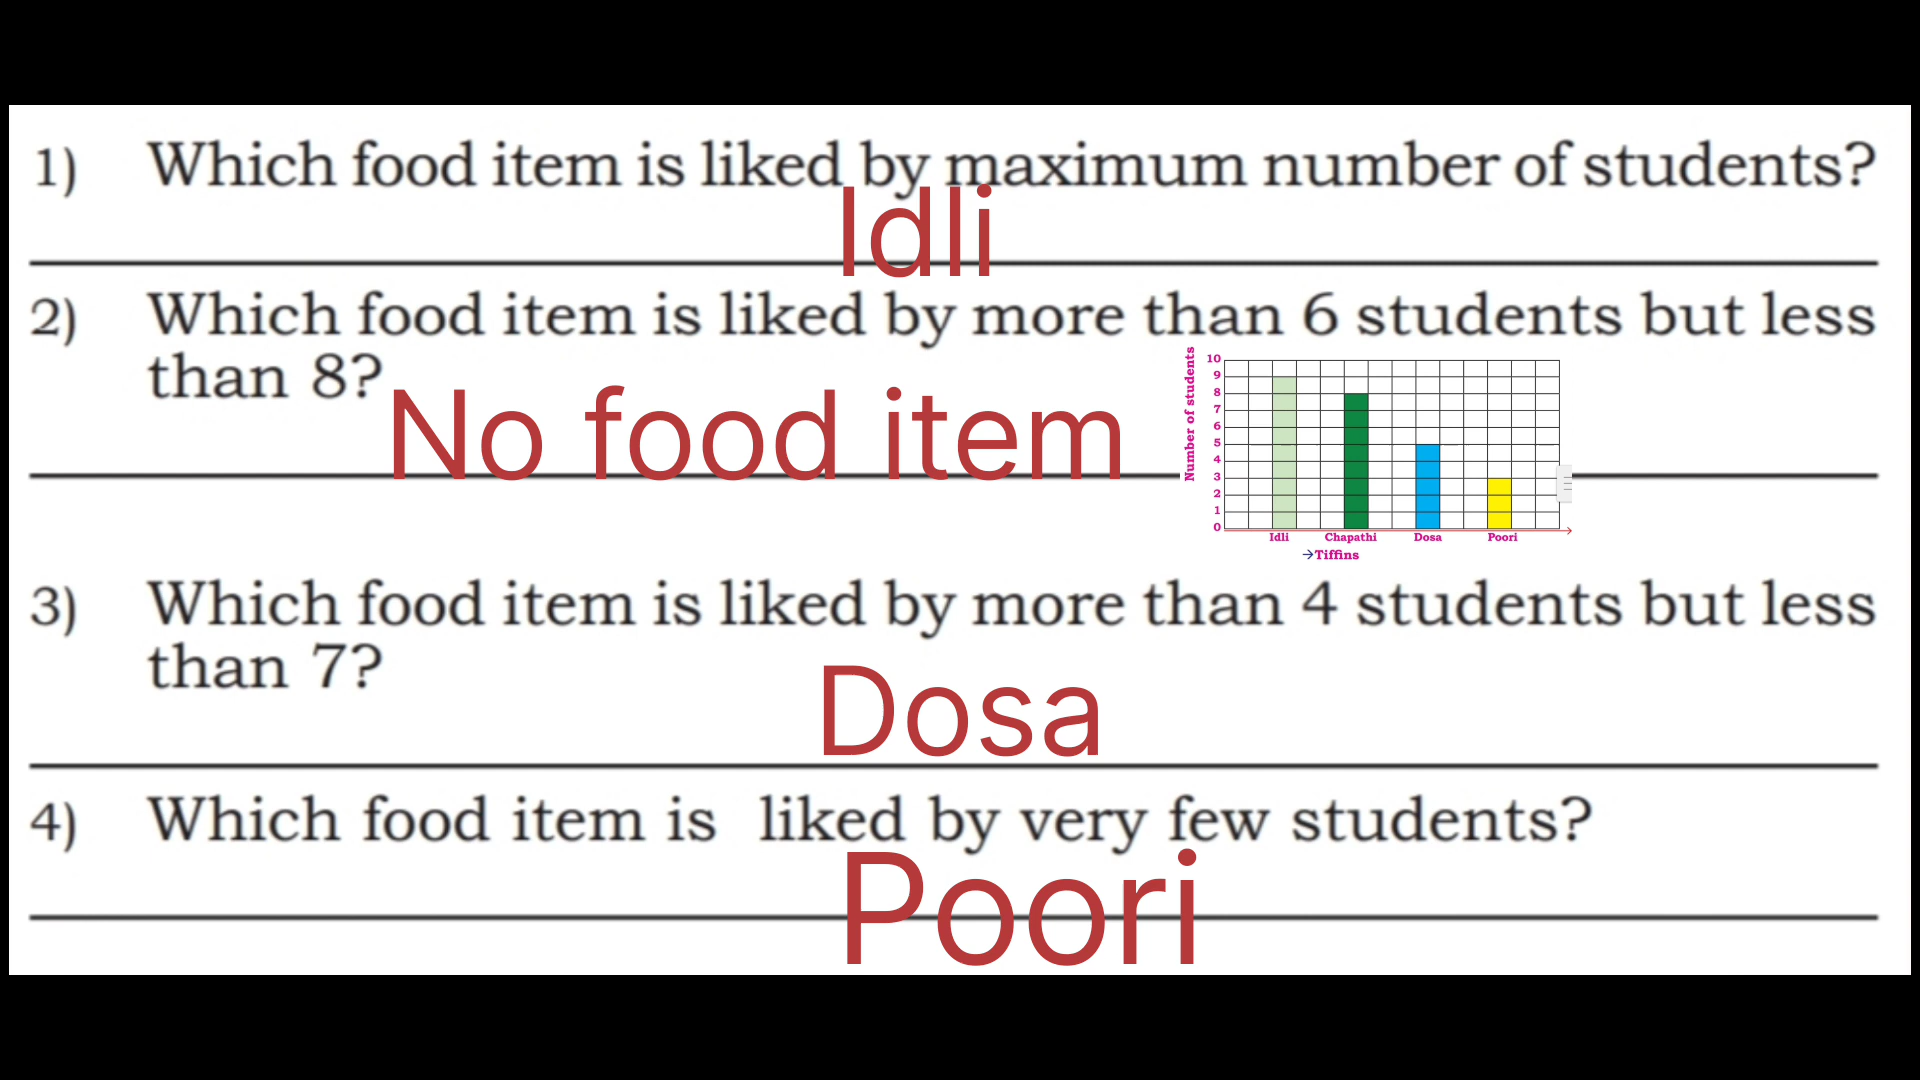 1) Which food item is liked by maximum number of students?
Idli
2) Which food item is liked by more than 6 students but less
than 8?
No food item
Number of students
10
9
8
7
6
5
4
3
2
1
0
Idli Chapathi Dosa Poori
→Tiffins
3) Which food item is liked by more than 4 students but less
than 7?
Dosa
4) Which food item is liked by very few students?
Poori